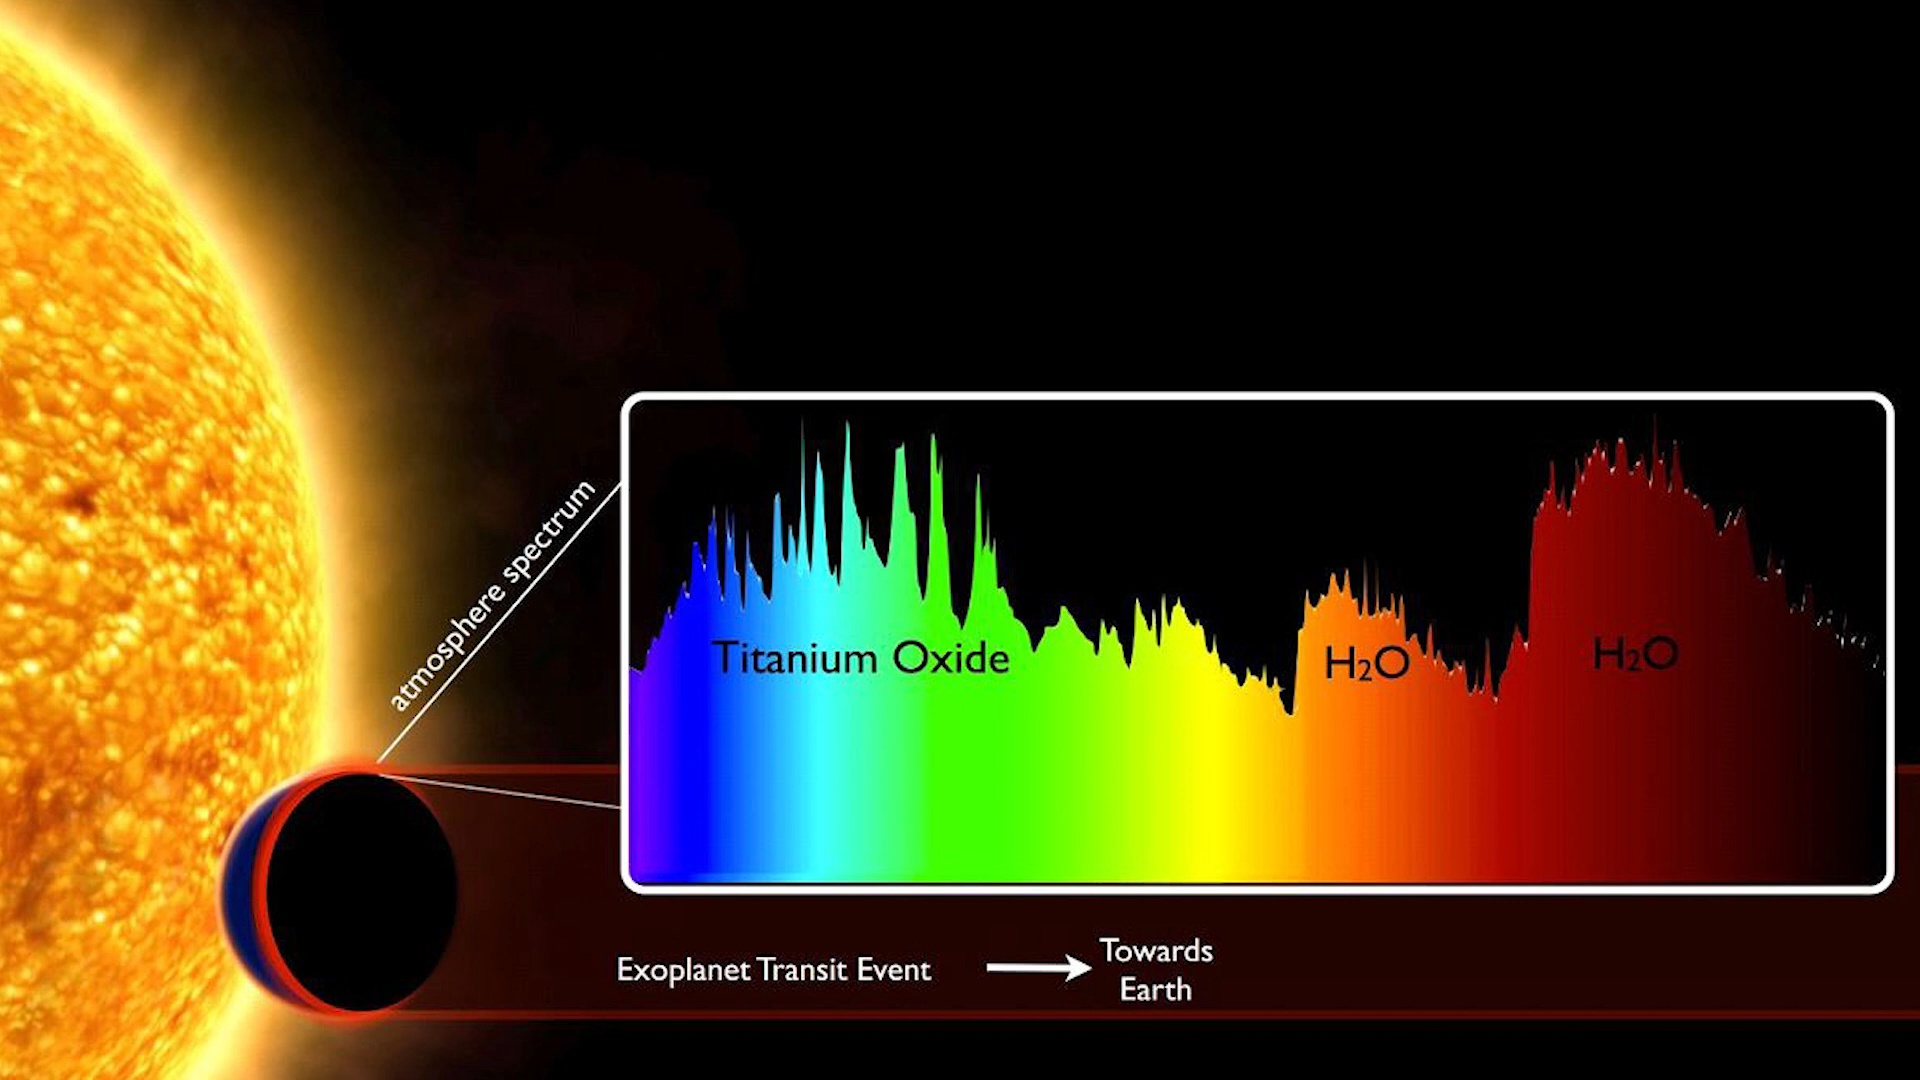 atmosphere spectrum
Titanium Oxide
H₂O
H₂O
Exoplanet Transit Event
Towards
Earth